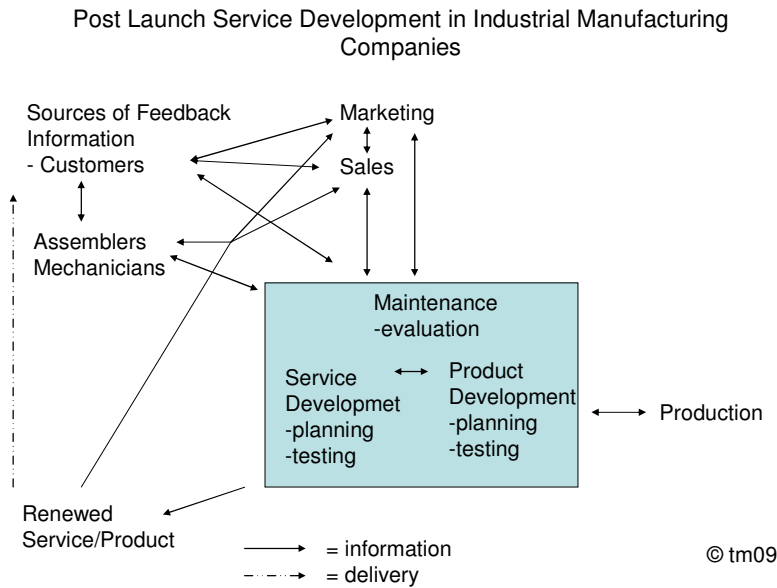 Post Launch Service Development in Industrial Manufacturing
Companies
Sources of Feedback
Information
- Customers
Marketing
Sales
Assemblers
Mechanicians
Maintenance
-evaluation
Service
Developmet
-planning
-testing
Product
Development
-planning
-testing
Production
Renewed
Service/Product
= information
= delivery
© tm09